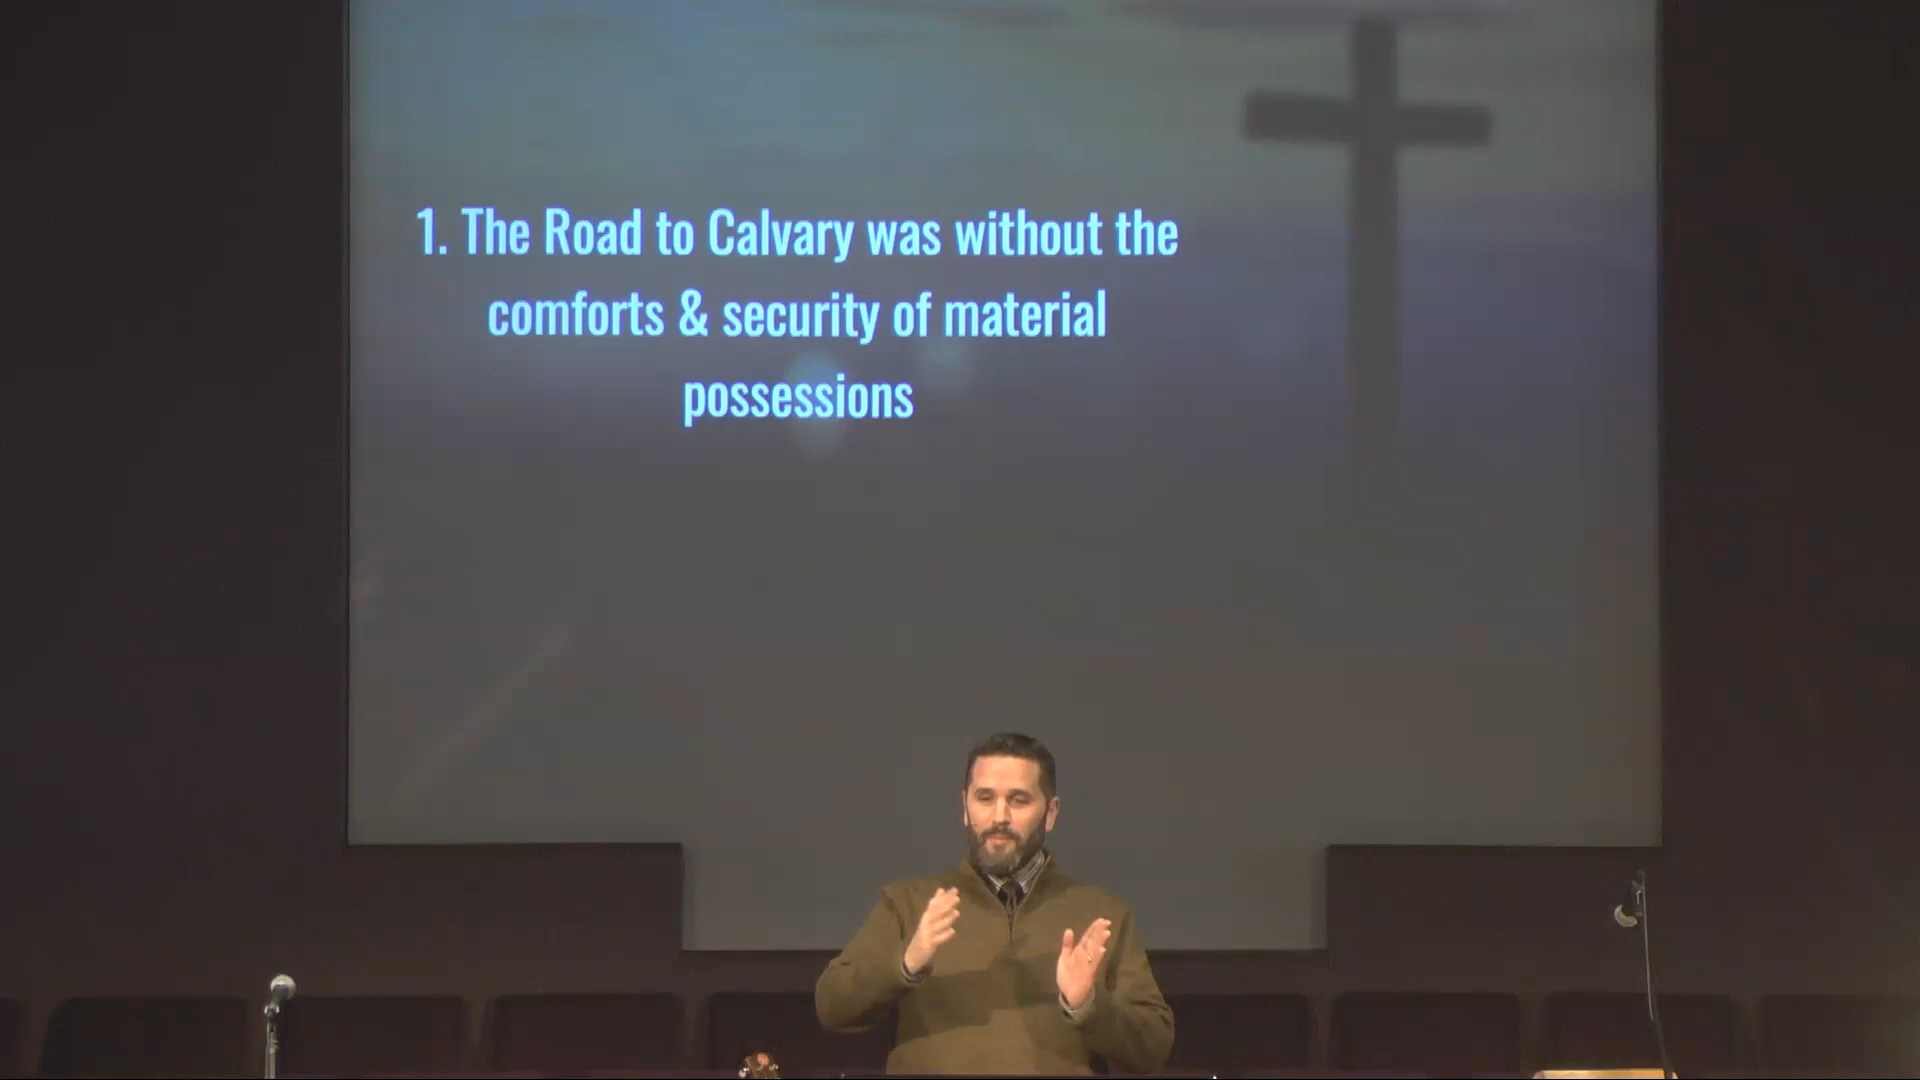 1. The Road to Calvary was without the
comforts & security of material
possessions